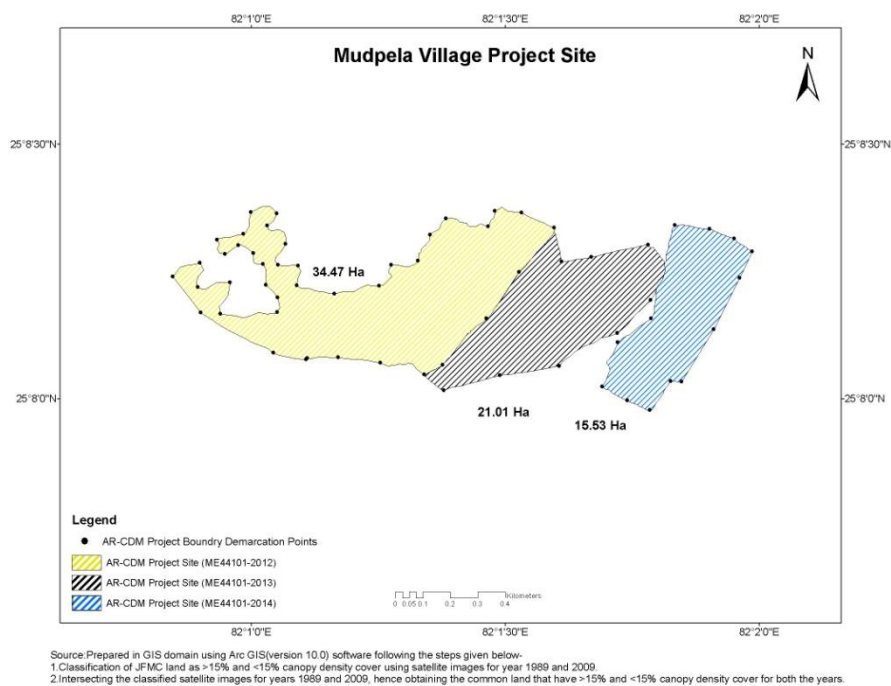 82°1'0"E 82°1'30"E 82°2'0"E
Mudpela Village Project Site
N
25°8'30"N 25°8'30"N
34.47 Ha
25°8'0"N 25°8'0"N
21.01 Ha
15.53 Ha
Legend
AR-CDM Project Boundry Demarcation Points
AR-CDM Project Site (ME44101-2012)
AR-CDM Project Site (ME44101-2013)
AR-CDM Project Site (ME44101-2014)
Kilometers
0 0.05 0.1 0.2 0.3 0.4
82°1'0"E 82°1'30"E 82°2'0"E
Source:Prepared in GIS domain using Arc GIS(version 10.0) software following the steps given below-
1.Classification of JFMC land as >15% and <15% canopy density cover using satellite images for year 1989 and 2009.
2.Intersecting the classified satellite images for years 1989 and 2009, hence obtaining the common land that have >15% and <15% canopy density cover for both the years.